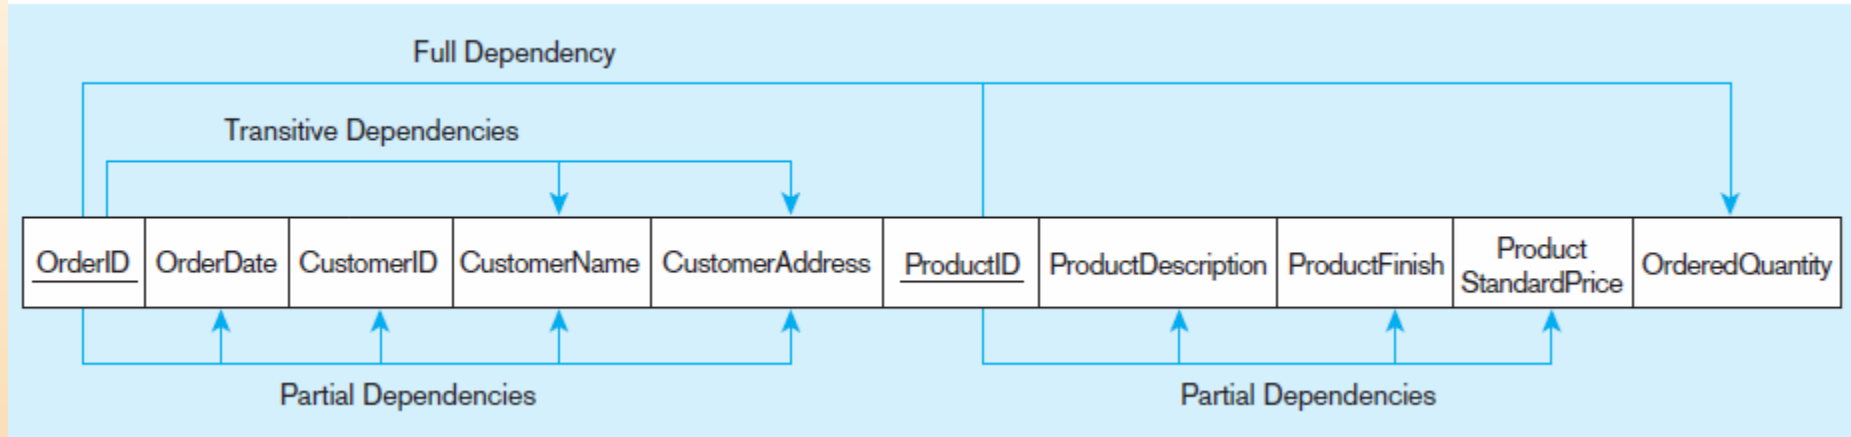 Full Dependency
Transitive Dependencies
OrderID OrderDate CustomerID CustomerName CustomerAddress ProductID ProductDescription ProductFinish Product StandardPrice OrderedQuantity
Partial Dependencies Partial Dependencies